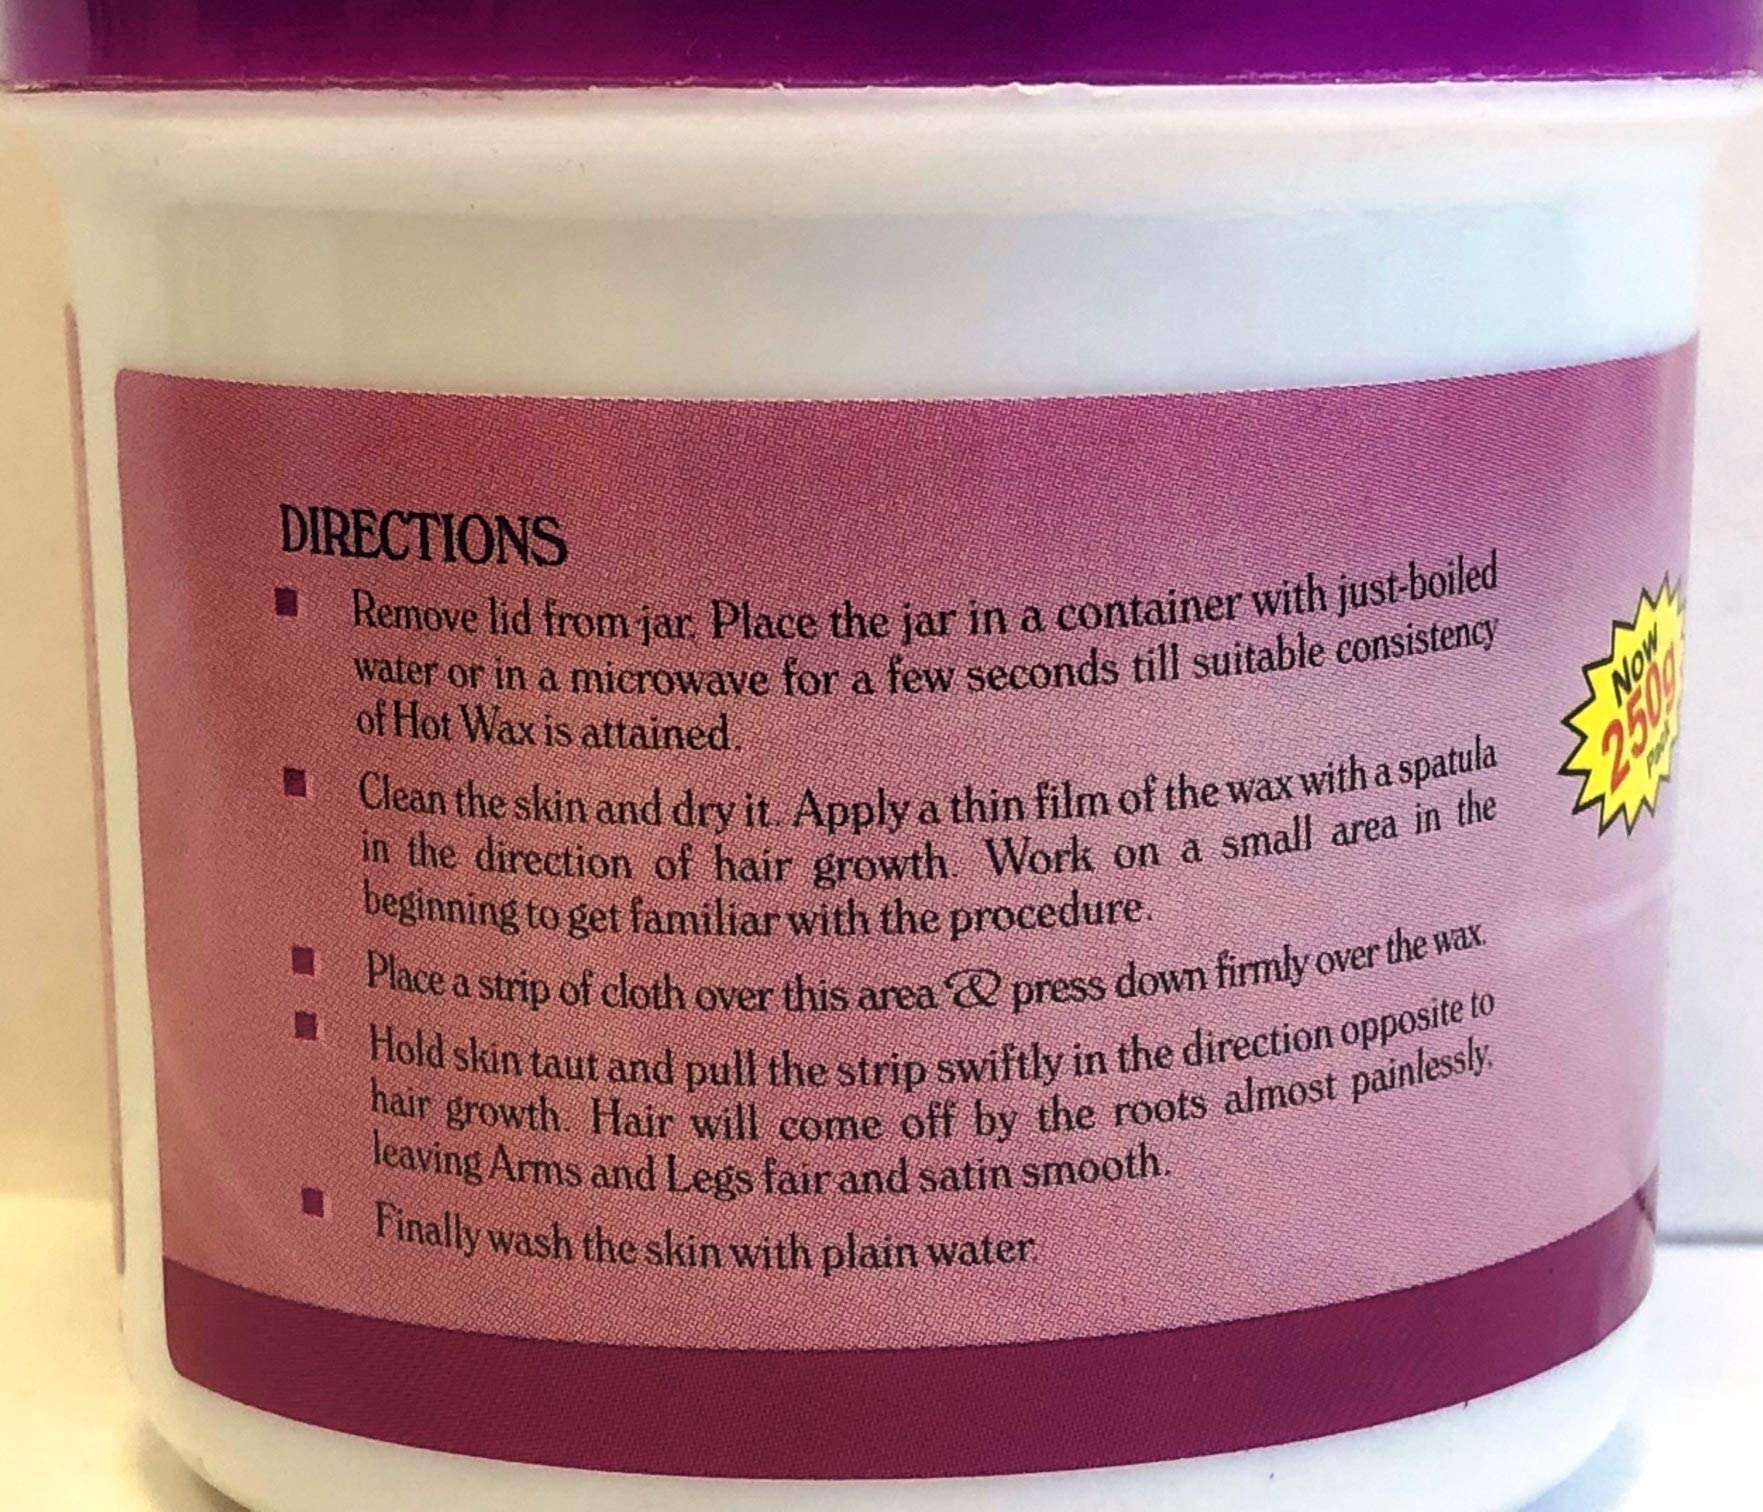 DIRECTIONS
Remove lid from jar. Place the jar in a container with just-boiled
water or in a microwave for a few seconds till suitable consistency
of Hot Wax is attained.
Clean the skin and dry it. Apply a thin film of the wax with a spatula
in the direction of hair growth. Work on a small area in the
beginning to get familiar with the procedure.
Place a strip of cloth over this area & press down firmly over the wax.
Hold skin taut and pull the strip swiftly in the direction opposite to
hair growth. Hair will come off by the roots almost painlessly,
leaving Arms and Legs fair and satin smooth.
Finally wash the skin with plain water.
Now
250g
Pack